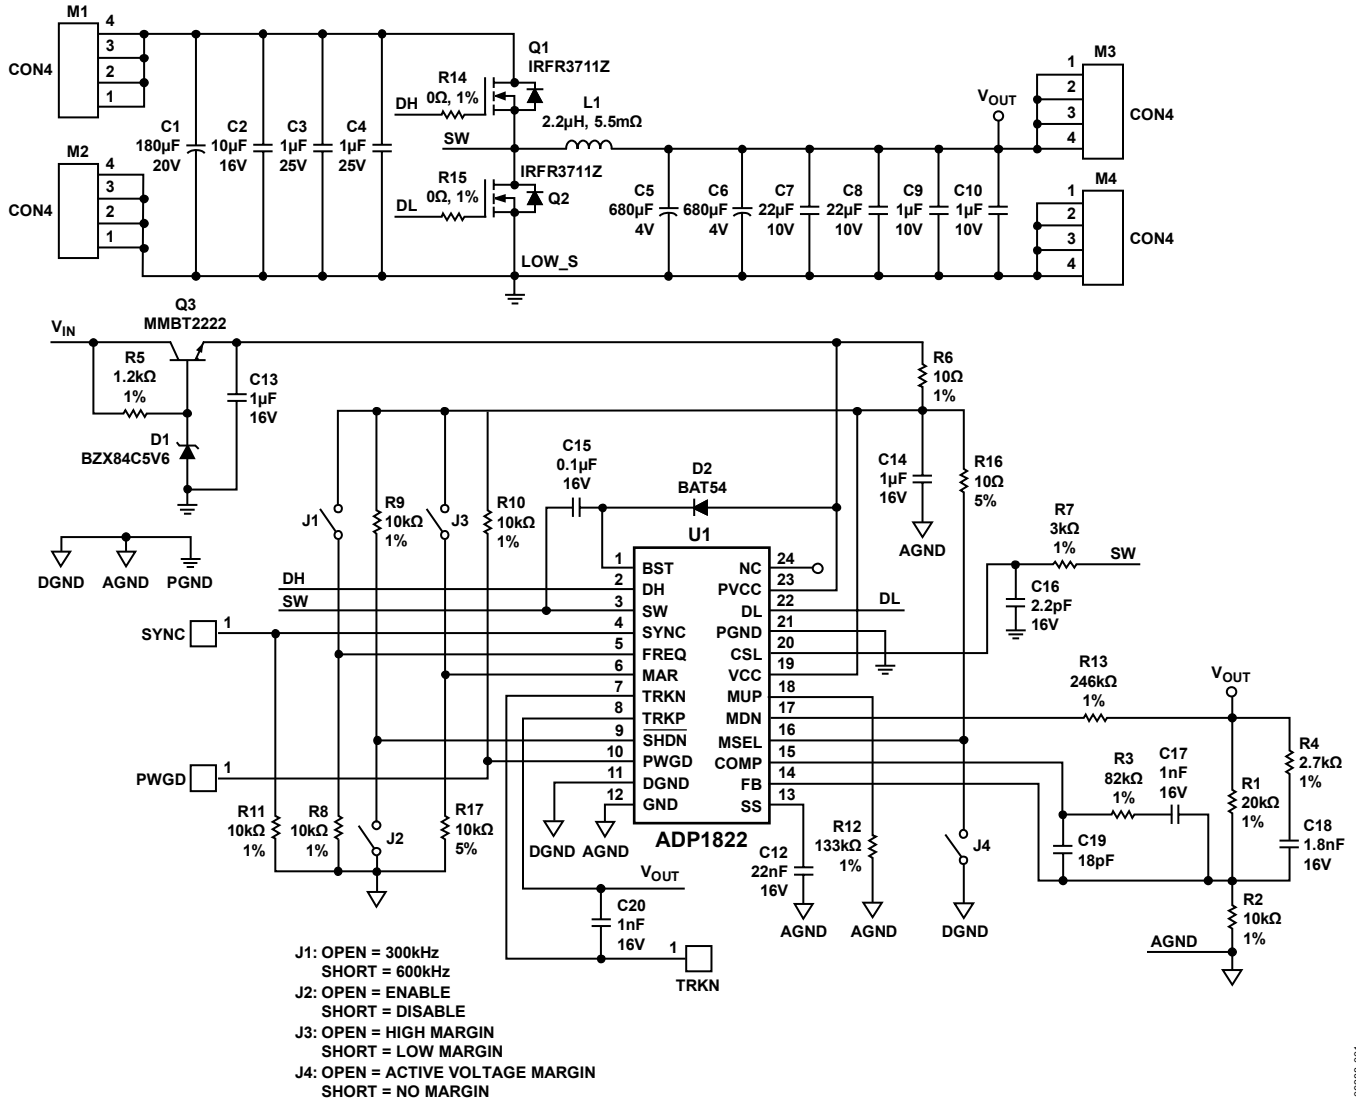 M1
CON4
4
3
2
1
M2
CON4
4
3
2
1
C1
180µF
20V
C2
10µF
16V
C3
1µF
25V
C4
1µF
25V
R14
0Ω, 1%
DH
Q1
IRFR3711Z
SW
L1
2.2µH, 5.5mΩ
R15
0Ω, 1%
DL
IRFR3711Z
Q2
LOW_S
C5
680µF
4V
C6
680µF
4V
C7
22µF
10V
C8
22µF
10V
C9
1µF
10V
C10
1µF
10V
VOUT
M3
1
2
3
4
CON4
M4
1
2
3
4
CON4
VIN
Q3
MMBT2222
R5
1.2kΩ
1%
C13
1µF
16V
D1
BZX84C5V6
DGND
AGND
PGND
R6
10Ω
1%
C14
1µF
16V
AGND
R16
10Ω
5%
C15
0.1µF
16V
D2
BAT54
J1
R9
10kΩ
1%
J3
R10
10kΩ
1%
R7
3kΩ
1%
SW
C16
2.2pF
16V
DH
SW
DL
SYNC
1
PWGD
1
U1
ADP1822
1 BST
2 DH
3 SW
4 SYNC
5 FREQ
6 MAR
7 TRKN
8 TRKP
9 SHDN
10 PWGD
11 DGND
12 GND
NC 24
PVCC 23
DL 22
PGND 21
CSL 20
VCC 19
MUP 18
MDN 17
MSEL 16
COMP 15
FB 14
SS 13
R11
10kΩ
1%
R8
10kΩ
1%
J2
R17
10kΩ
5%
DGND
AGND
VOUT
C20
1nF
16V
1
TRKN
C12
22nF
16V
AGND
R12
133kΩ
1%
AGND
J4
DGND
R13
246kΩ
1%
VOUT
R3
82kΩ
1%
C17
1nF
16V
C19
18pF
R1
20kΩ
1%
R4
2.7kΩ
1%
C18
1.8nF
16V
R2
10kΩ
1%
AGND
J1: OPEN = 300kHz
SHORT = 600kHz
J2: OPEN = ENABLE
SHORT = DISABLE
J3: OPEN = HIGH MARGIN
SHORT = LOW MARGIN
J4: OPEN = ACTIVE VOLTAGE MARGIN
SHORT = NO MARGIN